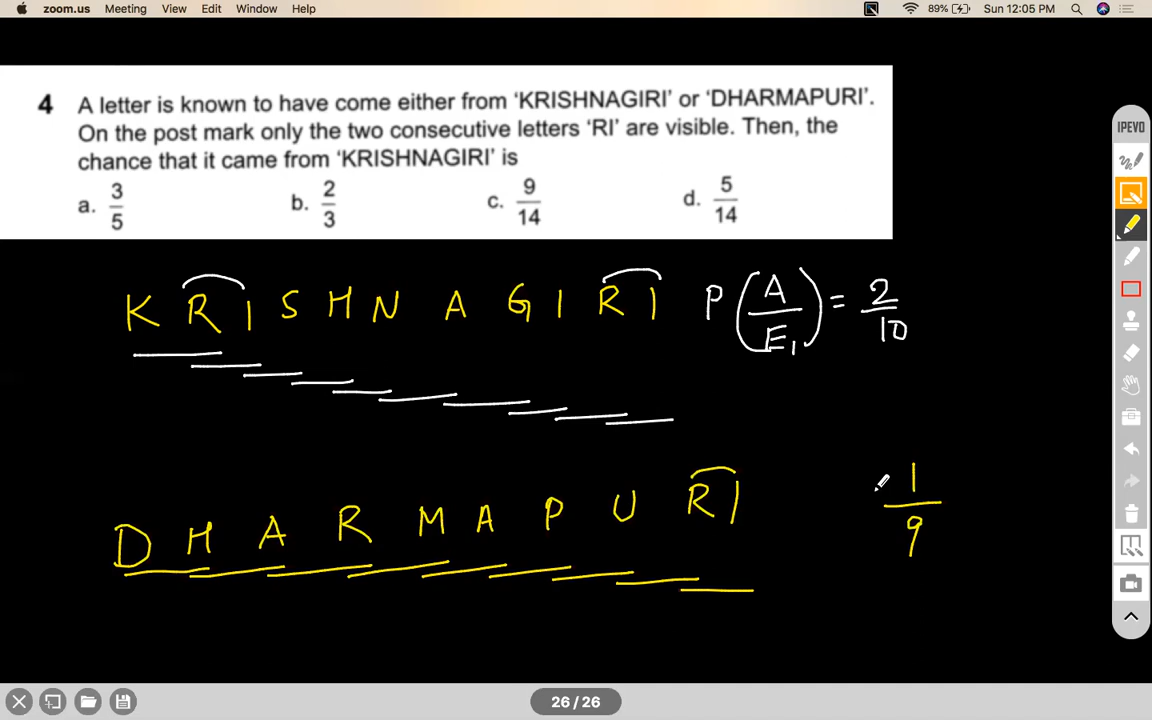 zoom.us Meeting View Edit Window Help 89% Sun 12:05 PM
4 A letter is known to have come either from ‘KRISHNAGIRI’ or ‘DHARMAPURI’.
On the post mark only the two consecutive letters ‘RI’ are visible. Then, the
chance that it came from ‘KRISHNAGIRI’ is
a. 3/5 b. 2/3 c. 9/14 d. 5/14
K R I S H N A G I R I P(A/E₁) = 2/10
D H A R M A P U R I 1/9
IPEVO
26 / 26